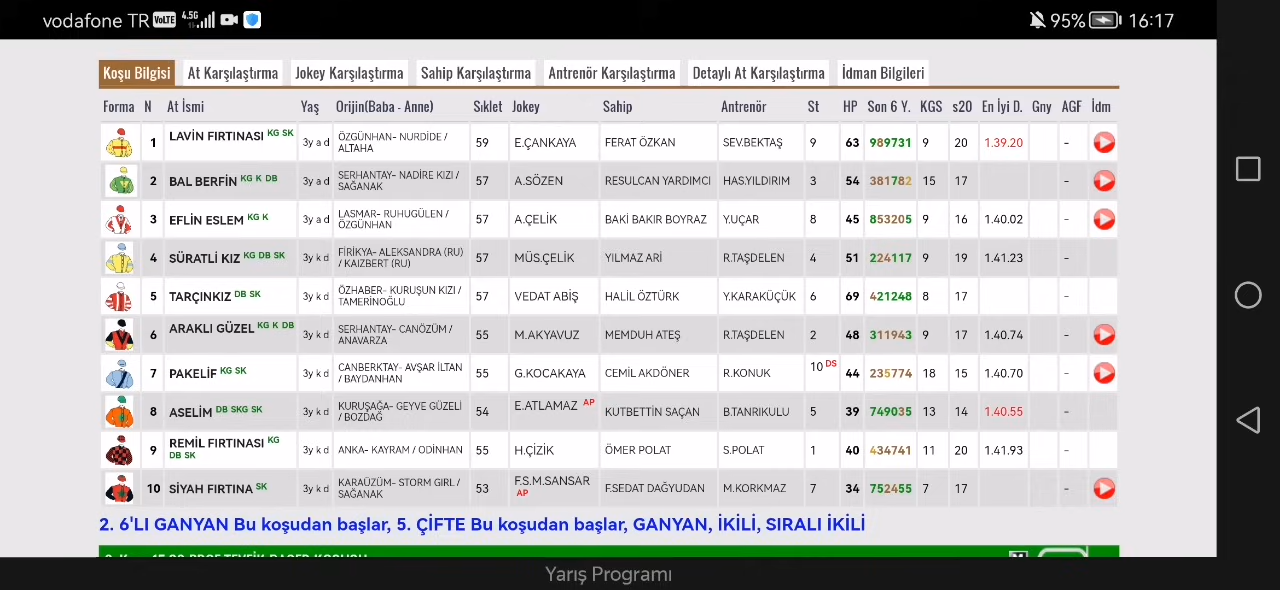 vodafone TR VoLTE 4.5G 95% 16:17
Koşu Bilgisi At Karşılaştırma Jokey Karşılaştırma Sahip Karşılaştırma Antrenör Karşılaştırma Detaylı At Karşılaştırma İdman Bilgileri
Forma N At İsmi Yaş Orijin(Baba - Anne) Sıklet Jokey Sahip Antrenör St HP Son 6 Y. KGS s20 En İyi D. Gny AGF İdm
1 LAVİN FIRTINASI KG SK 3y a d ÖZGÜNHAN- NURDİDE / ALTAHA 59 E.ÇANKAYA FERAT ÖZKAN SEV.BEKTAŞ 9 63 989731 9 20 1.39.20 -
2 BAL BERFİN KG K DB 3y a d SERHANTAY- NADİRE KIZI / SAĞANAK 57 A.SÖZEN RESULCAN YARDIMCI HAS.YILDIRIM 3 54 381782 15 17 -
3 EFLİN ESLEM KG K 3y a d LASMAR- RUHUGÜLEN / ÖZGÜNHAN 57 A.ÇELİK BAKİ BAKIR BOYRAZ Y.UÇAR 8 45 853205 9 16 1.40.02 -
4 SÜRATLİ KIZ KG DB SK 3y k d FİRİKYA- ALEKSANDRA (RU) / KAIZBERT (RU) 57 MÜS.ÇELİK YILMAZ ARİ R.TAŞDELEN 4 51 224117 9 19 1.41.23 -
5 TARÇINKIZ DB SK 3y k d ÖZHABER- KURUŞUN KIZI / TAMERİNOĞLU 57 VEDAT ABİŞ HALİL ÖZTÜRK Y.KARAKÜÇÜK 6 69 421248 8 17 -
6 ARAKLI GÜZEL KG K DB 3y k d SERHANTAY- CANÖZÜM / ANAVARZA 55 M.AKYAVUZ MEMDUH ATEŞ R.TAŞDELEN 2 48 311943 9 17 1.40.74 -
7 PAKELİF KG SK 3y k d CANBERKTAY- AVŞAR İLTAN / BAYDANHAN 55 G.KOCAKAYA CEMİL AKDÖNER R.KONUK 10 DS 44 235774 18 15 1.40.70 -
8 ASELİM DB SKG SK 3y k d KURUŞAĞA- GEYVE GÜZELİ / BOZDAĞ 54 E.ATLAMAZ AP KUTBETTİN SAÇAN B.TANRIKULU 5 39 749035 13 14 1.40.55 -
9 REMİL FIRTINASI KG DB SK 3y k d ANKA- KAYRAM / ODİNHAN 55 H.ÇİZİK ÖMER POLAT S.POLAT 1 40 434741 11 20 1.41.93 -
10 SİYAH FIRTINA SK 3y k d KARAÜZÜM- STORM GIRL / SAĞANAK 53 F.S.M.SANSAR AP F.SEDAT DAĞYUDAN M.KORKMAZ 7 34 752455 7 17 -
2. 6'LI GANYAN Bu koşudan başlar, 5. ÇİFTE Bu koşudan başlar, GANYAN, İKİLİ, SIRALI İKİLİ
Yarış Programı